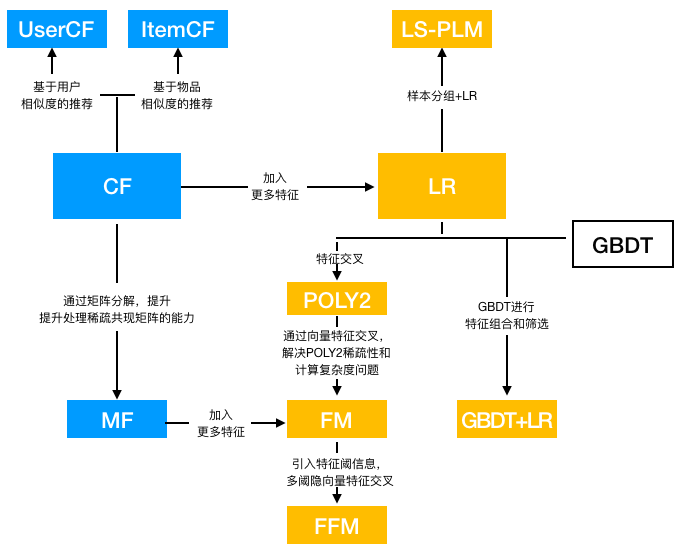 UserCF
ItemCF
LS-PLM
基于用户
相似度的推荐
基于物品
相似度的推荐
样本分组+LR
CF
加入
更多特征
LR
GBDT
特征交叉
POLY2
通过矩阵分解，提升
提升处理稀疏共现矩阵的能力
GBDT进行
特征组合和筛选
通过向量特征交叉，
解决POLY2稀疏性和
计算复杂度问题
MF
加入
更多特征
FM
GBDT+LR
引入特征阈信息，
多阈隐向量特征交叉
FFM